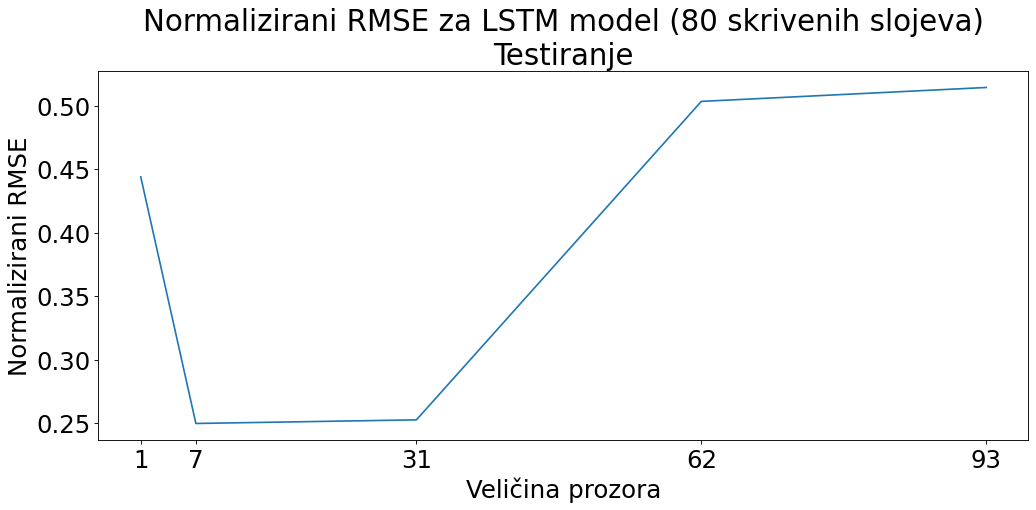 Normalizirani RMSE za LSTM model (80 skrivenih slojeva)
Testiranje
Normalizirani RMSE
0.50
0.45
0.40
0.35
0.30
0.25
1 7 31 62 93
Veličina prozora